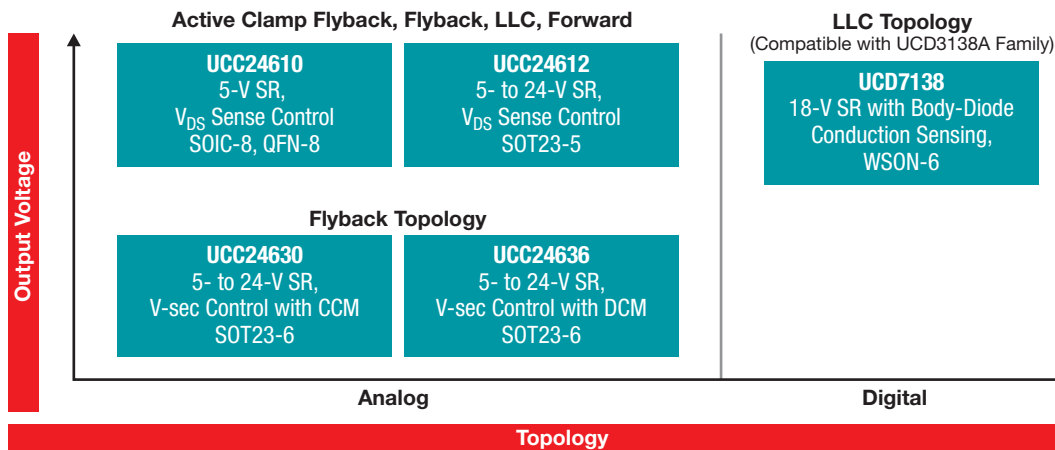 Active Clamp Flyback, Flyback, LLC, Forward
UCC24610
5-V SR,
VDS Sense Control
SOIC-8, QFN-8
UCC24612
5- to 24-V SR,
VDS Sense Control
SOT23-5
LLC Topology
(Compatible with UCD3138A Family)
UCD7138
18-V SR with Body-Diode
Conduction Sensing,
WSON-6
Output Voltage
Flyback Topology
UCC24630
5- to 24-V SR,
V-sec Control with CCM
SOT23-6
UCC24636
5- to 24-V SR,
V-sec Control with DCM
SOT23-6
Analog
Digital
Topology